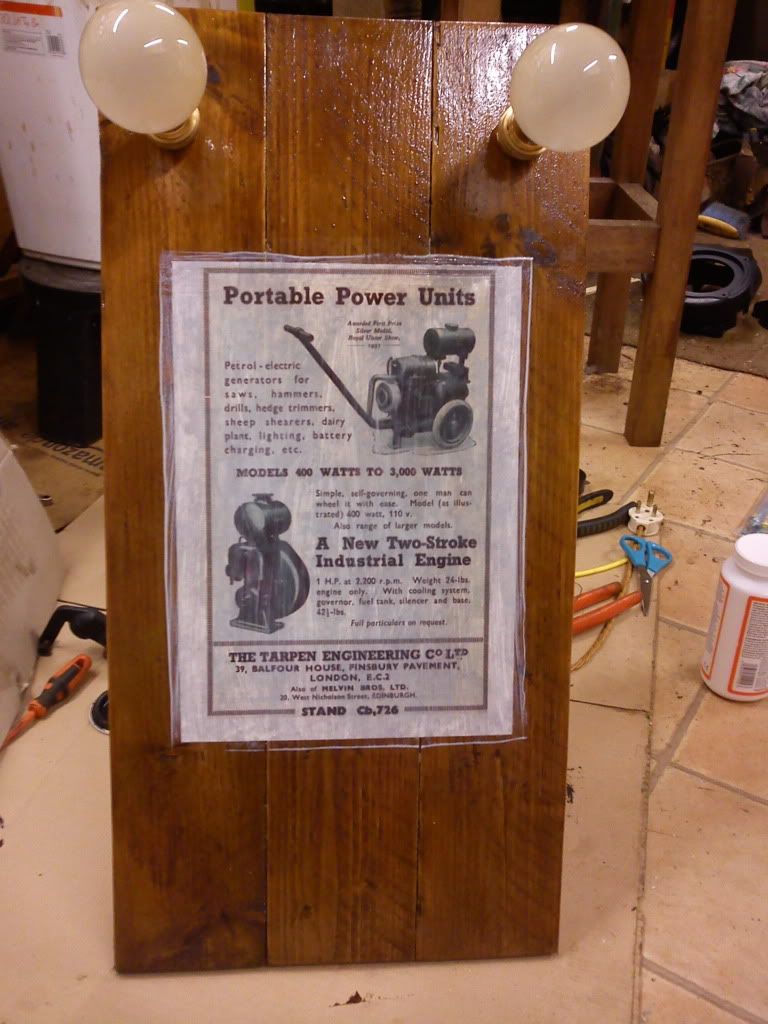 Portable Power Units
Awarded First Prize
Silver Medal,
Royal Ulster Show,
Petrol-electric
generators for
saws, hammers,
drills, hedge trimmers,
sheep shearers, dairy
plant, lighting, battery
charging, etc.
MODELS 400 WATTS TO 3,000 WATTS
Simple, self-governing, one man can
wheel it with ease. Model (as illus-
trated) 400 watt, 110 v.
Also range of larger models.
A New Two-Stroke
Industrial Engine
1 H.P. at 2,200 r.p.m. Weight 26-lbs.
engine only. With cooling system,
governor, fuel tank, silencer and base,
42½-lbs.
Full particulars on request.
THE TARPEN ENGINEERING CO LTD
39, BALFOUR HOUSE, FINSBURY PAVEMENT,
LONDON, E.C.2
Also of MELVIN BROS. LTD.
20, West Nicholson Street, EDINBURGH.
STAND Cb,726
amazon